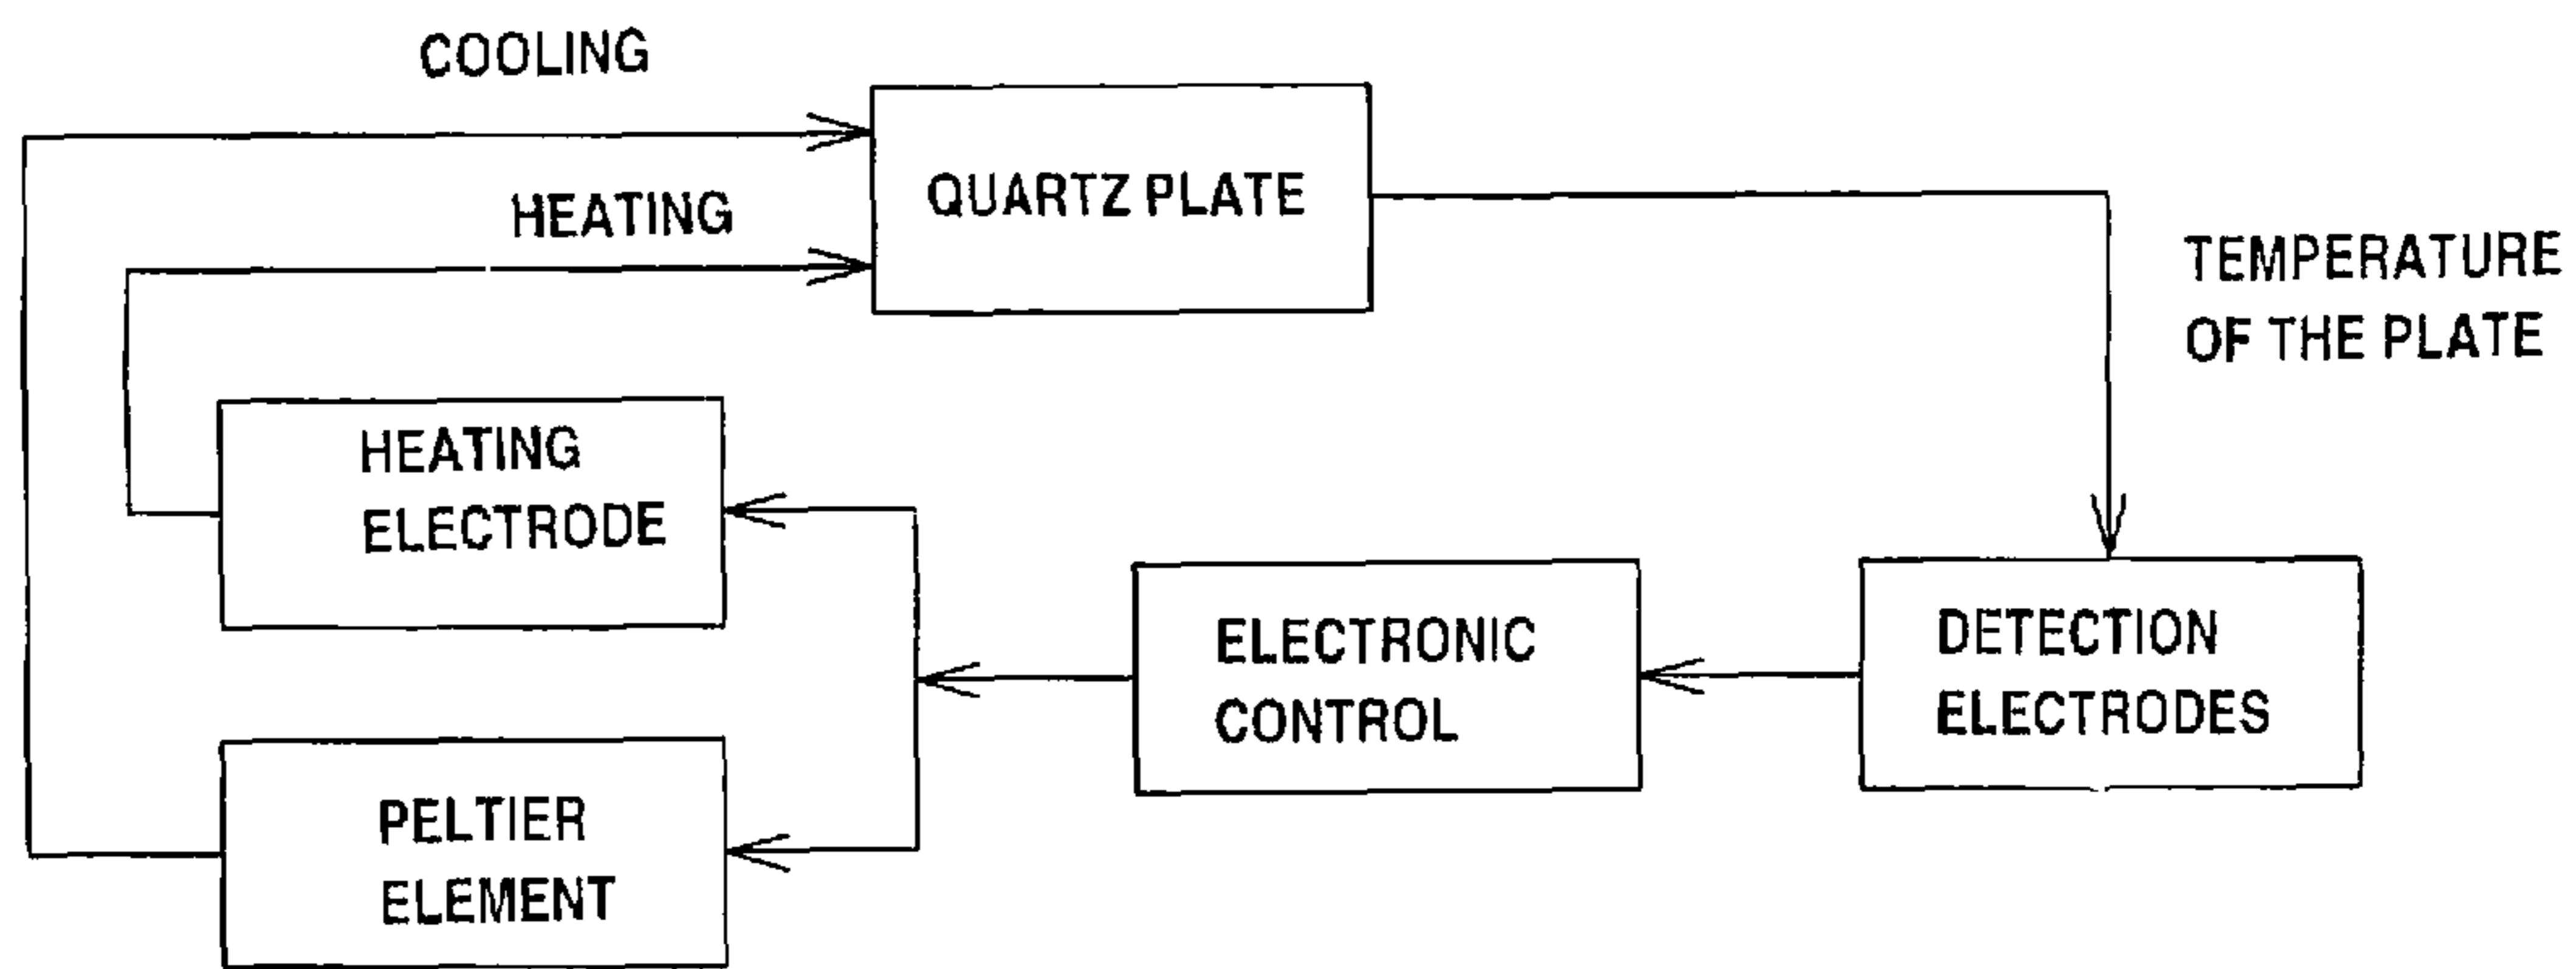 COOLING
HEATING
QUARTZ PLATE
TEMPERATURE
OF THE PLATE
HEATING
ELECTRODE
ELECTRONIC
CONTROL
DETECTION
ELECTRODES
PELTIER
ELEMENT